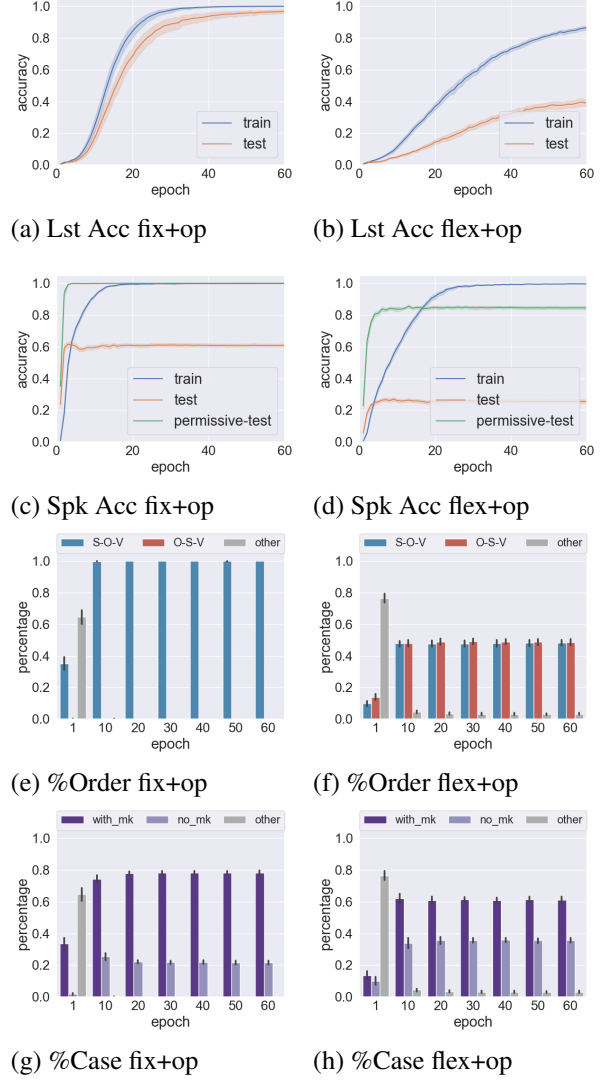 1.0
0.8
0.6
0.4
0.2
0.0
accuracy
20
40
60
epoch
train
test
(a) Lst Acc fix+op
1.0
0.8
0.6
0.4
0.2
0.0
accuracy
20
40
60
epoch
train
test
(b) Lst Acc flex+op
1.0
0.8
0.6
0.4
0.2
0.0
accuracy
20
40
60
epoch
train
test
permissive-test
(c) Spk Acc fix+op
1.0
0.8
0.6
0.4
0.2
0.0
accuracy
20
40
60
epoch
train
test
permissive-test
(d) Spk Acc flex+op
S-O-V O-S-V other
1.0
0.8
0.6
0.4
0.2
0.0
percentage
1 10 20 30 40 50 60
epoch
(e) %Order fix+op
S-O-V O-S-V other
1.0
0.8
0.6
0.4
0.2
0.0
percentage
1 10 20 30 40 50 60
epoch
(f) %Order flex+op
with_mk no_mk other
1.0
0.8
0.6
0.4
0.2
0.0
percentage
1 10 20 30 40 50 60
epoch
(g) %Case fix+op
with_mk no_mk other
1.0
0.8
0.6
0.4
0.2
0.0
percentage
1 10 20 30 40 50 60
epoch
(h) %Case flex+op